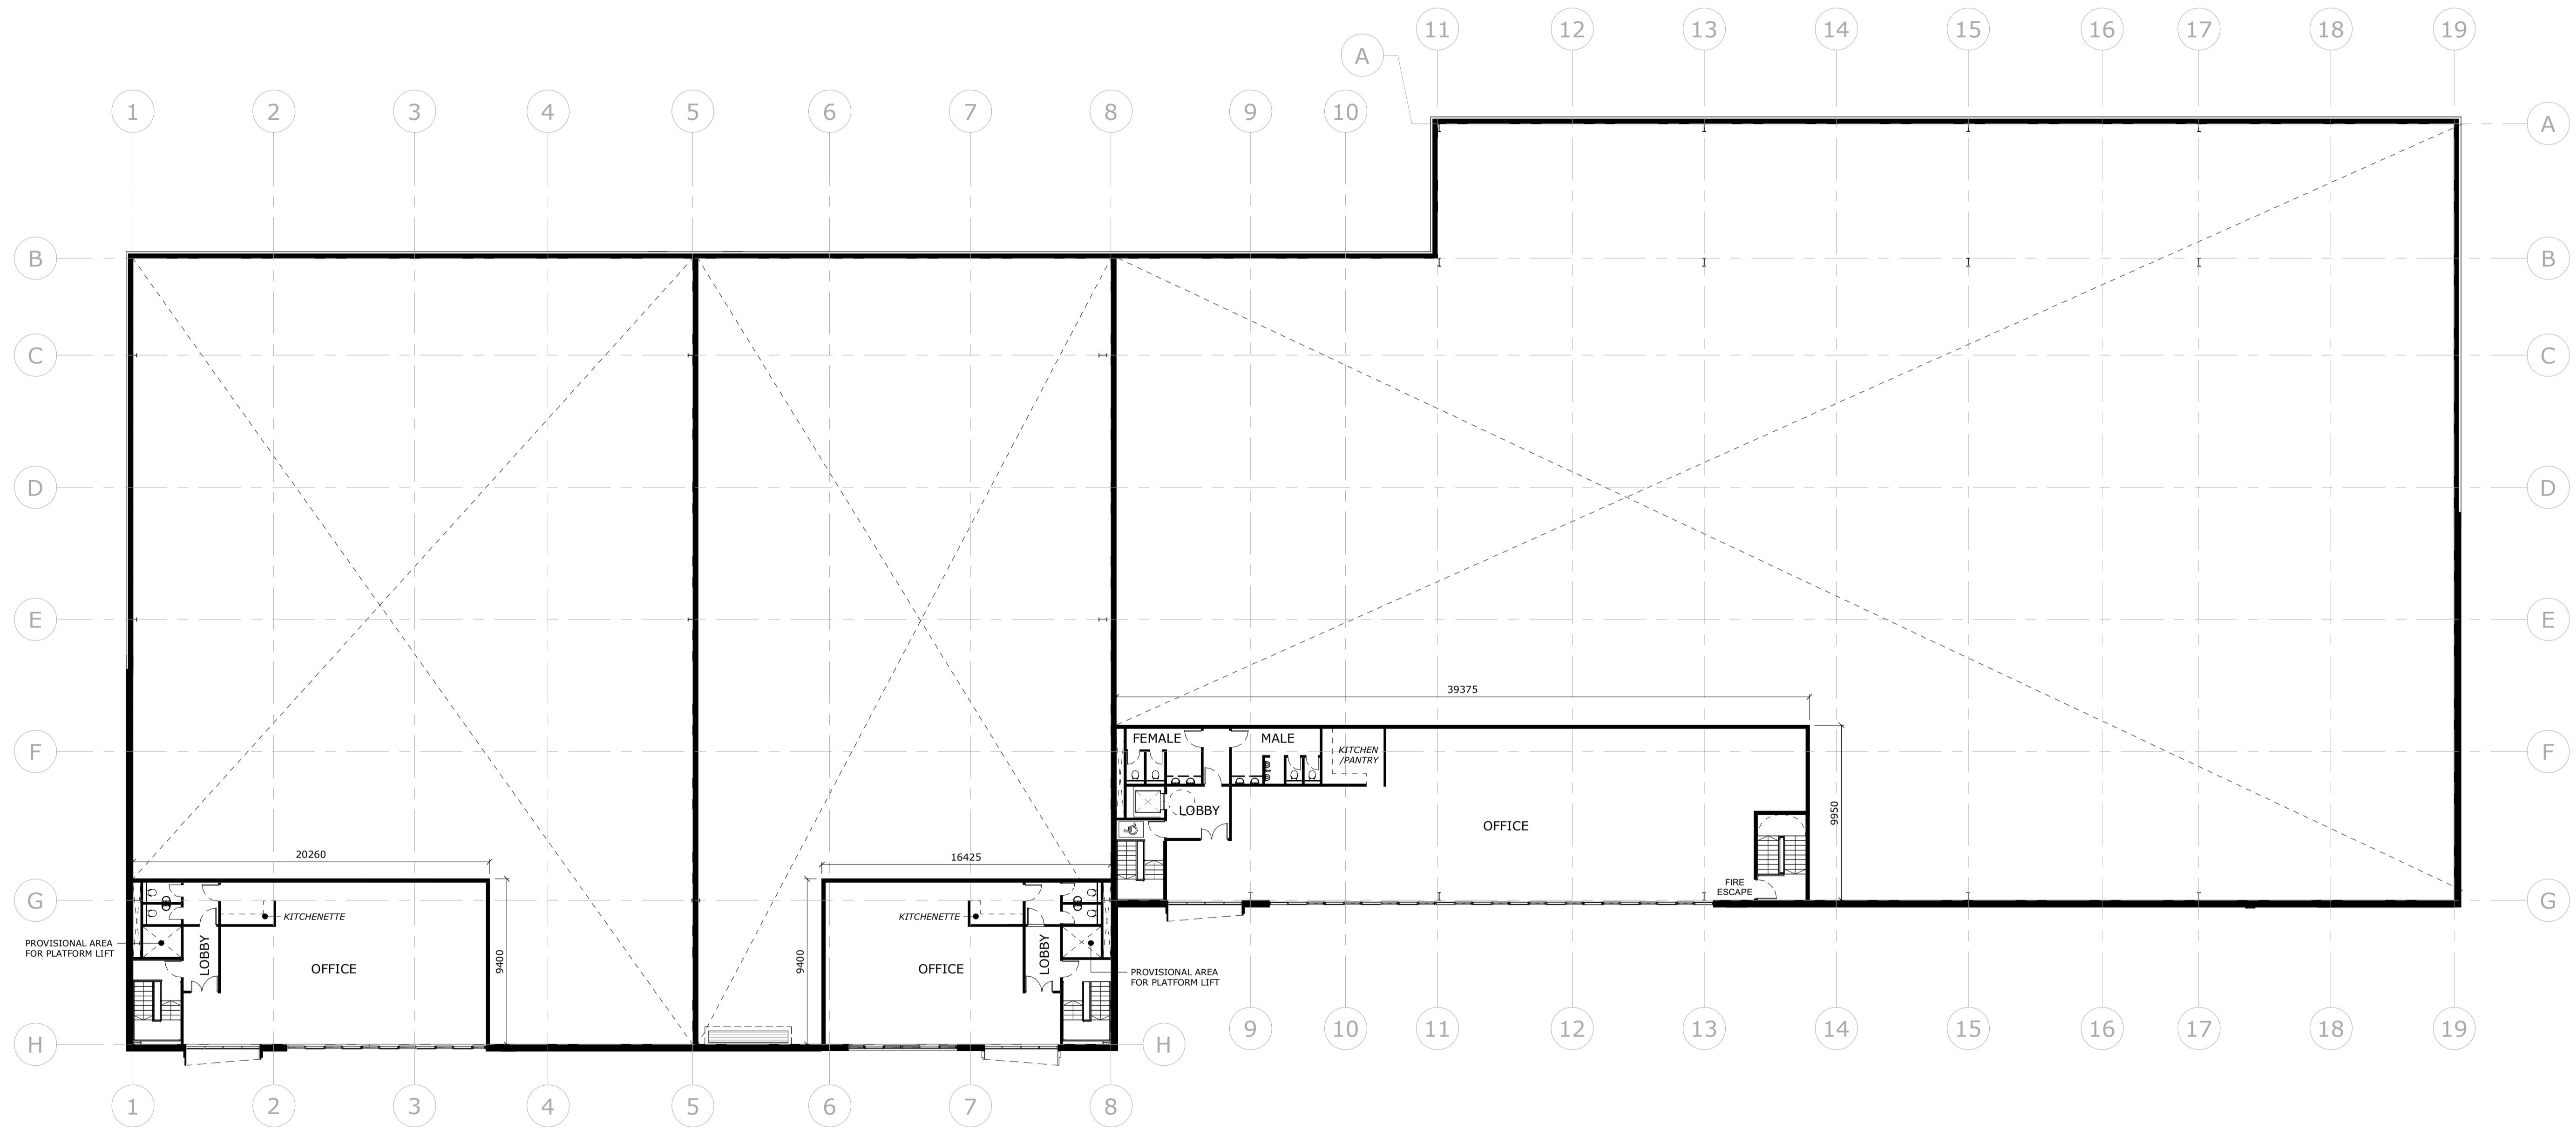 11 12 13 14 15 16 17 18 19
A
1 2 3 4 5 6 7 8 9 10
A
B B
C C
D D
E E
39375
F F
FEMALE MALE
KITCHEN
/PANTRY
LOBBY
OFFICE
9950
20260
16425
FIRE
ESCAPE
G G
KITCHENETTE
KITCHENETTE
PROVISIONAL AREA
FOR PLATFORM LIFT
LOBBY
OFFICE
9400
9400
OFFICE
LOBBY
PROVISIONAL AREA
FOR PLATFORM LIFT
9 10 11 12 13 14 15 16 17 18 19
H H
1 2 3 4 5 6 7 8